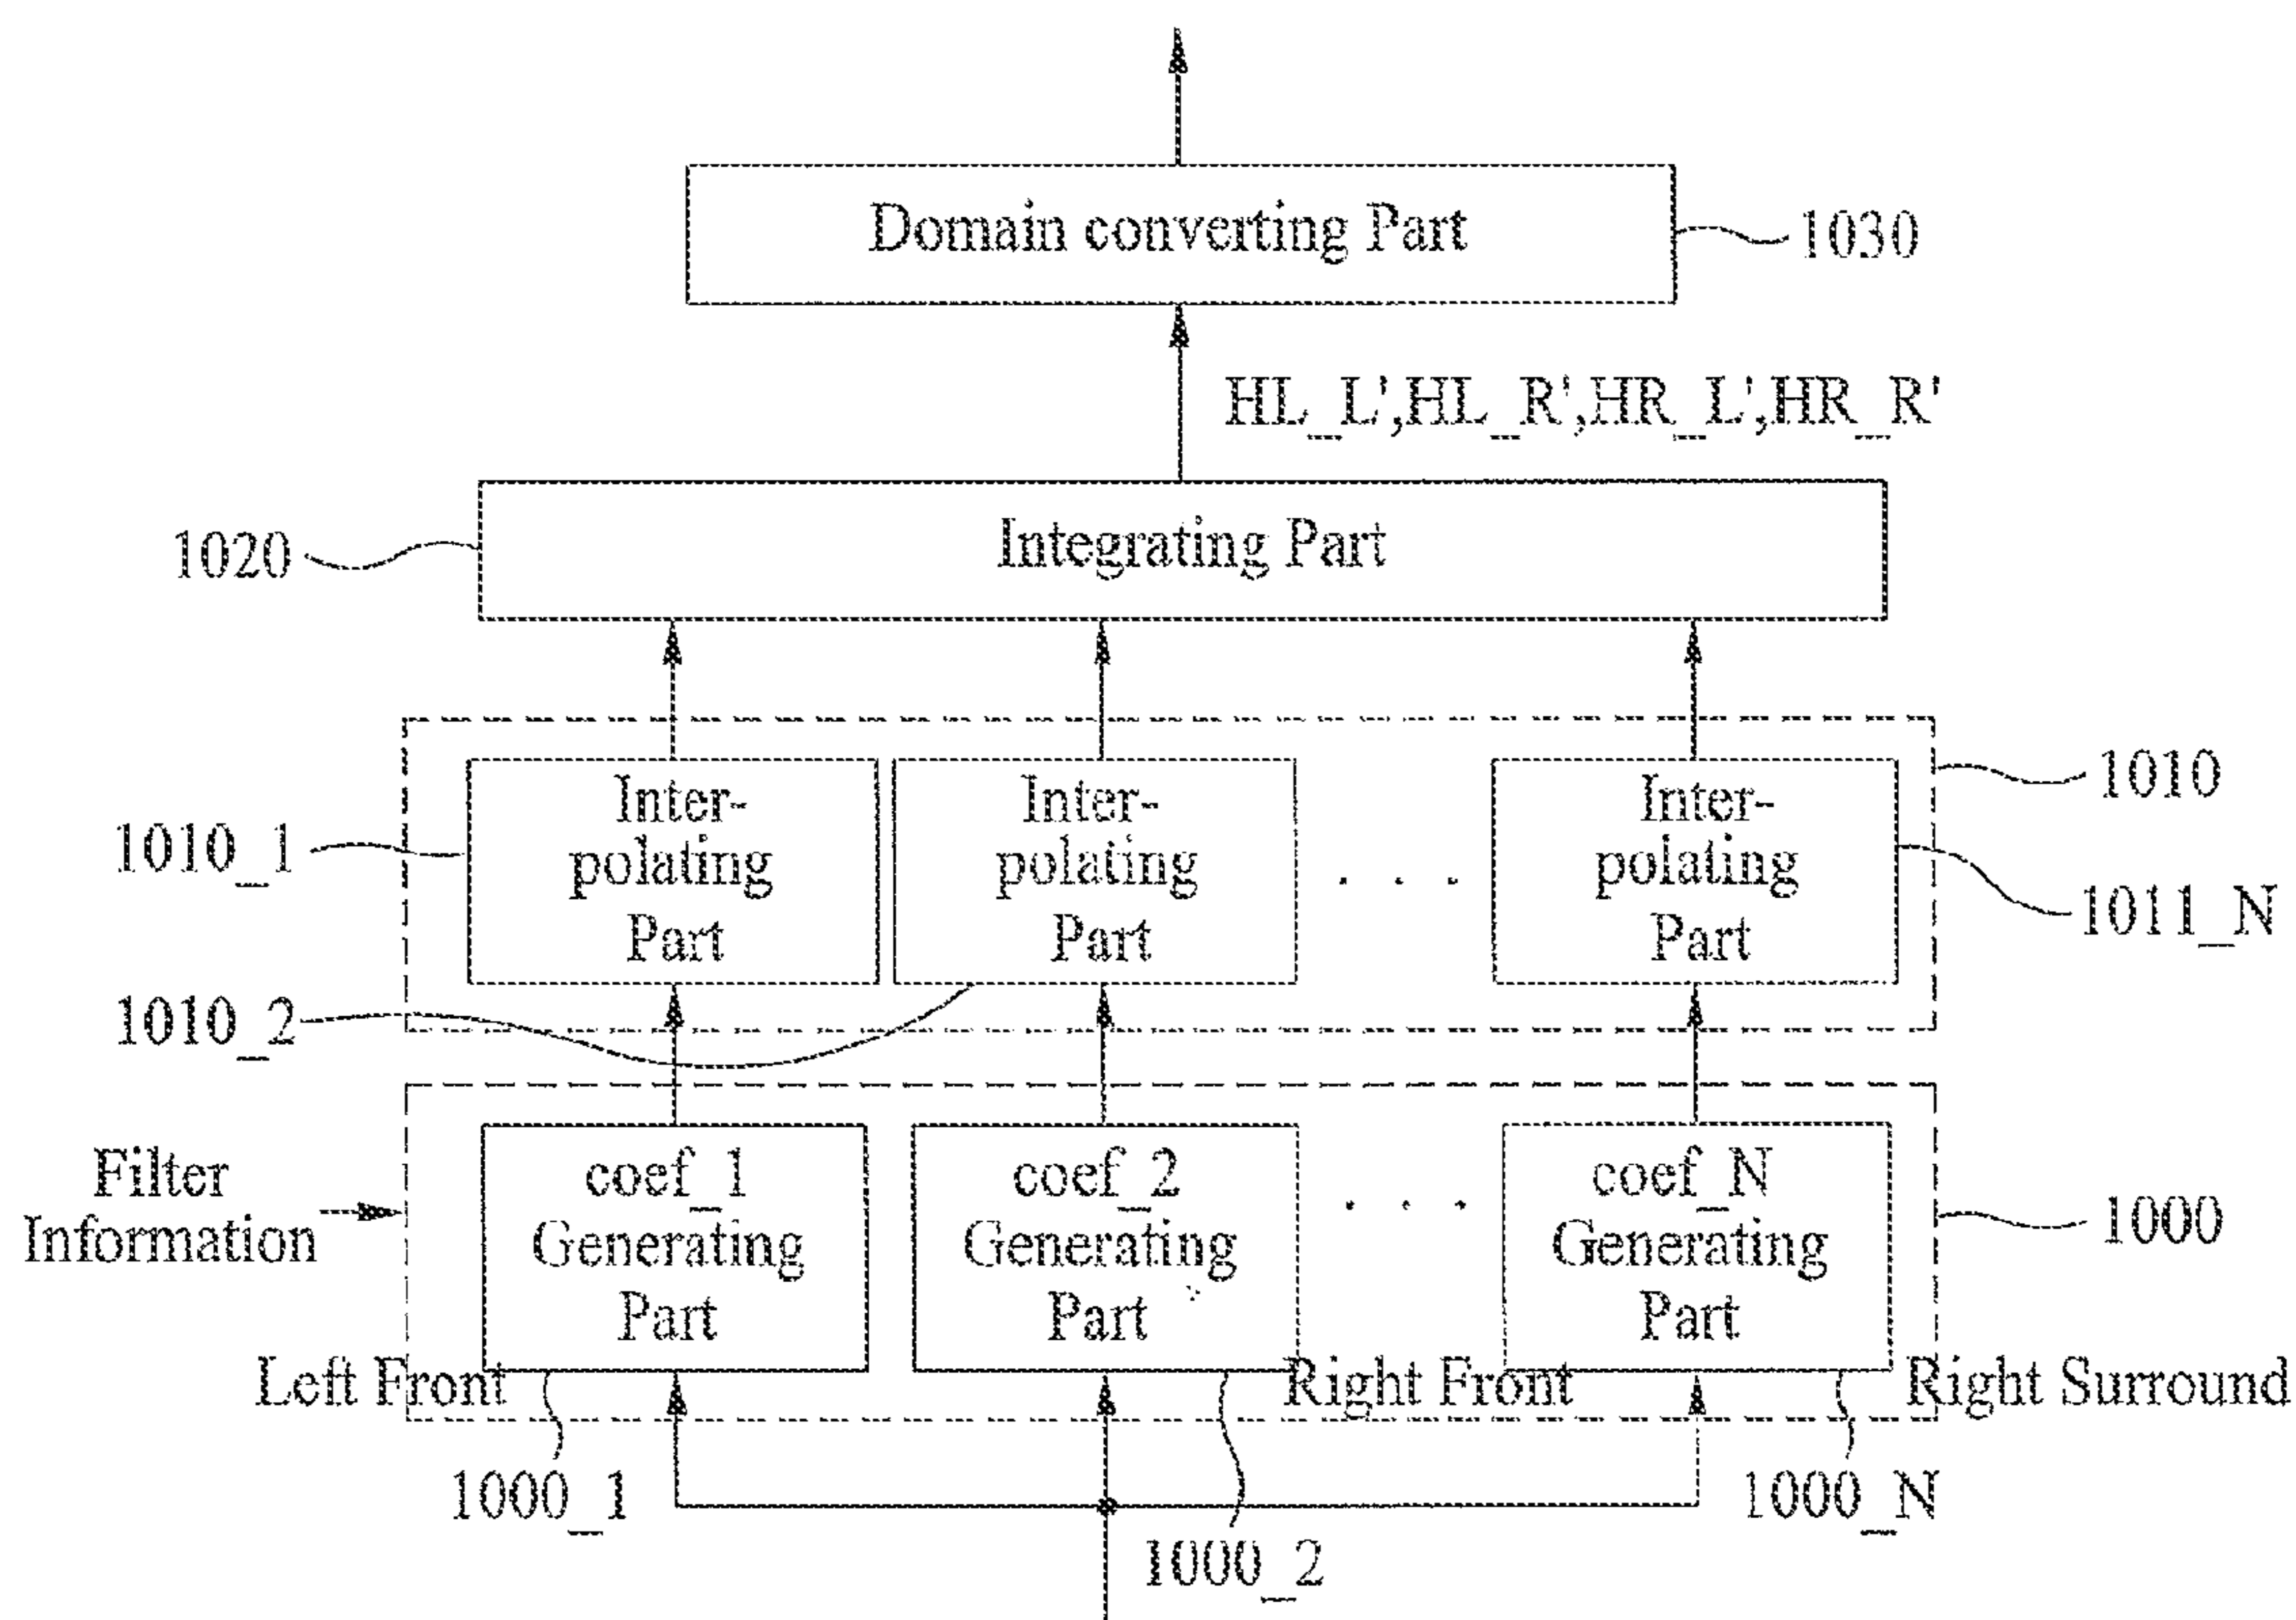 Domain converting Part
1030
HL_L',HL_R',HR_L',HR_R'
1020
Integrating Part
1010
1010_1
Inter-
polating
Part
Inter-
polating
Part
. . .
Inter-
polating
Part
1011_N
1010_2
Filter
Information
coef_1
Generating
Part
coef_2
Generating
Part
. . .
coef_N
Generating
Part
1000
Left Front
Right Front
Right Surround
1000_1
1000_2
1000_N